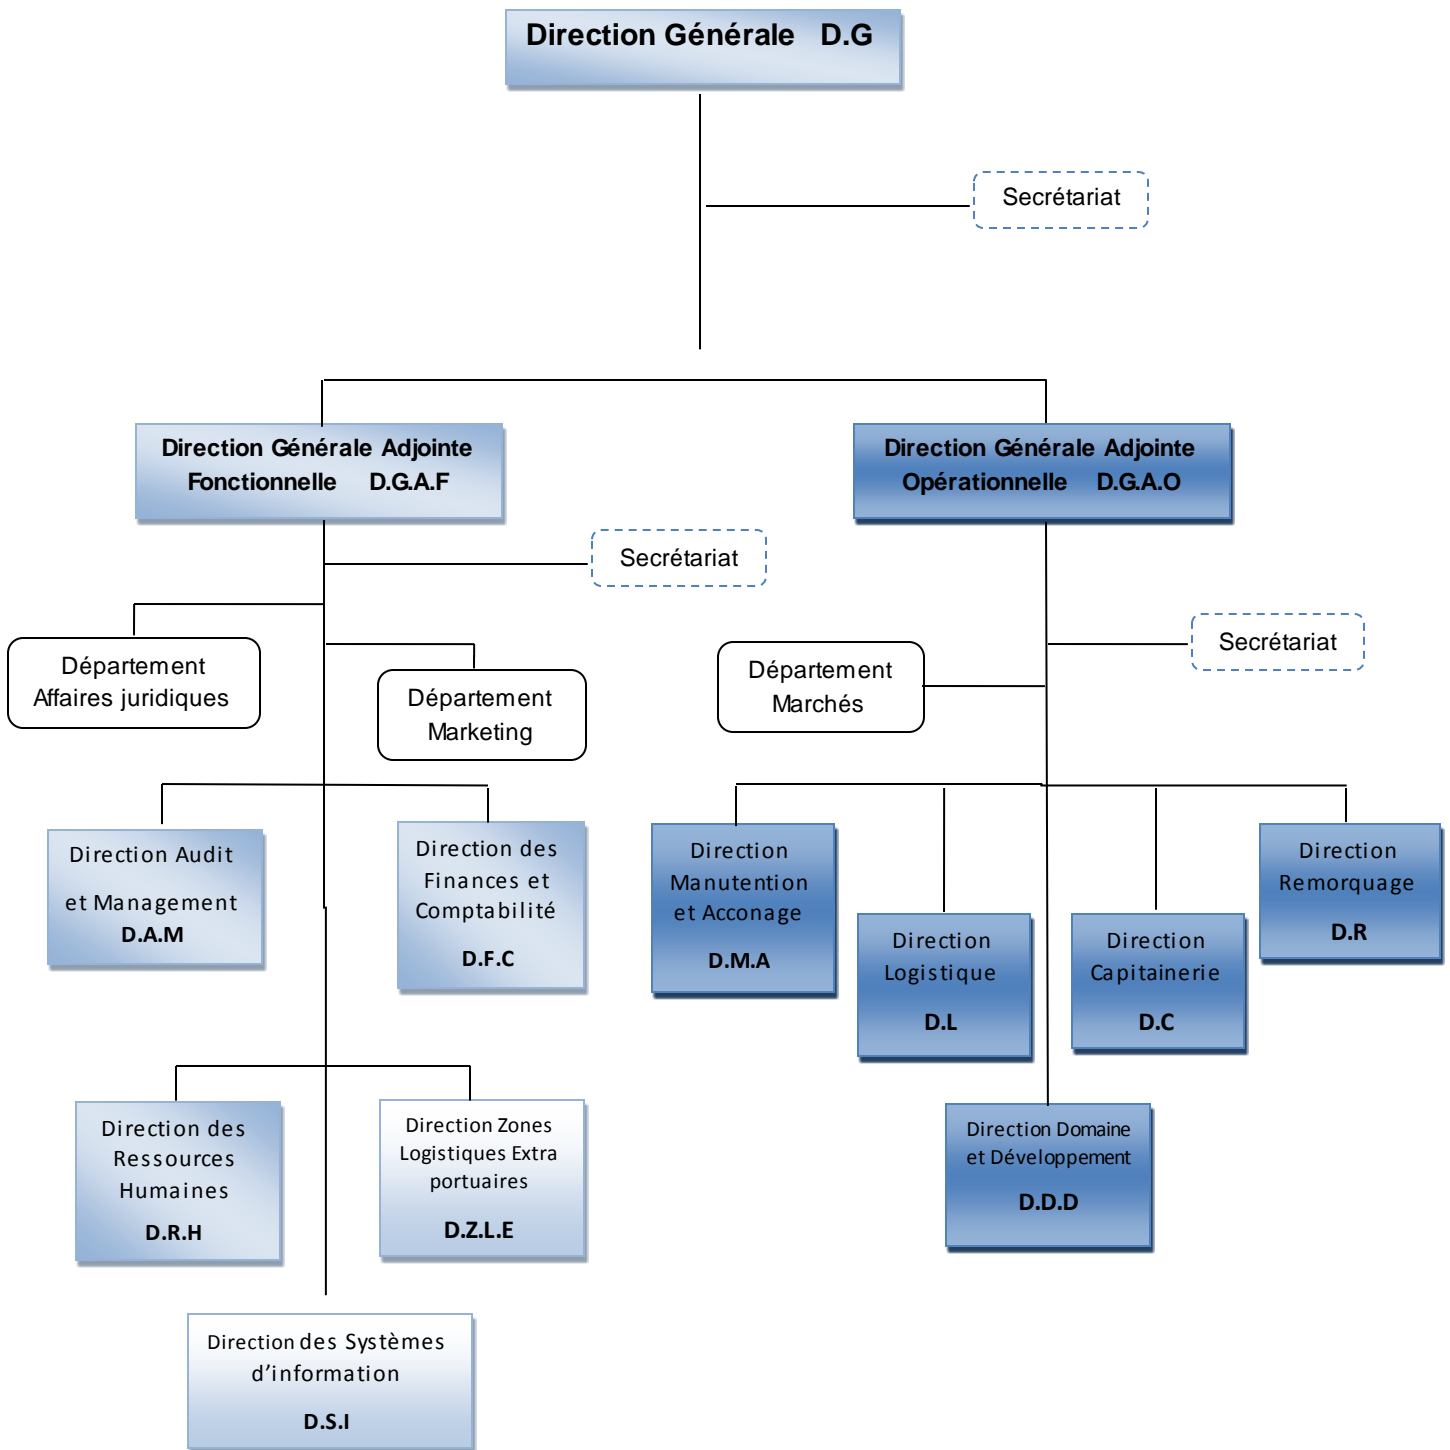 Direction Générale D.G
Secrétariat
Direction Générale Adjointe
Fonctionnelle D.G.A.F
Direction Générale Adjointe
Opérationnelle D.G.A.O
Secrétariat
Secrétariat
Département
Affaires juridiques
Département
Marketing
Département
Marchés
Direction Audit
et Management
D.A.M
Direction des
Finances et
Comptabilité
D.F.C
Direction
Manutention
et Acconage
D.M.A
Direction
Logistique
D.L
Direction
Capitainerie
D.C
Direction
Remorquage
D.R
Direction des
Ressources
Humaines
D.R.H
Direction Zones
Logistiques Extra
portuaires
D.Z.L.E
Direction Domaine
et Développement
D.D.D
Direction des Systèmes
d’information
D.S.I